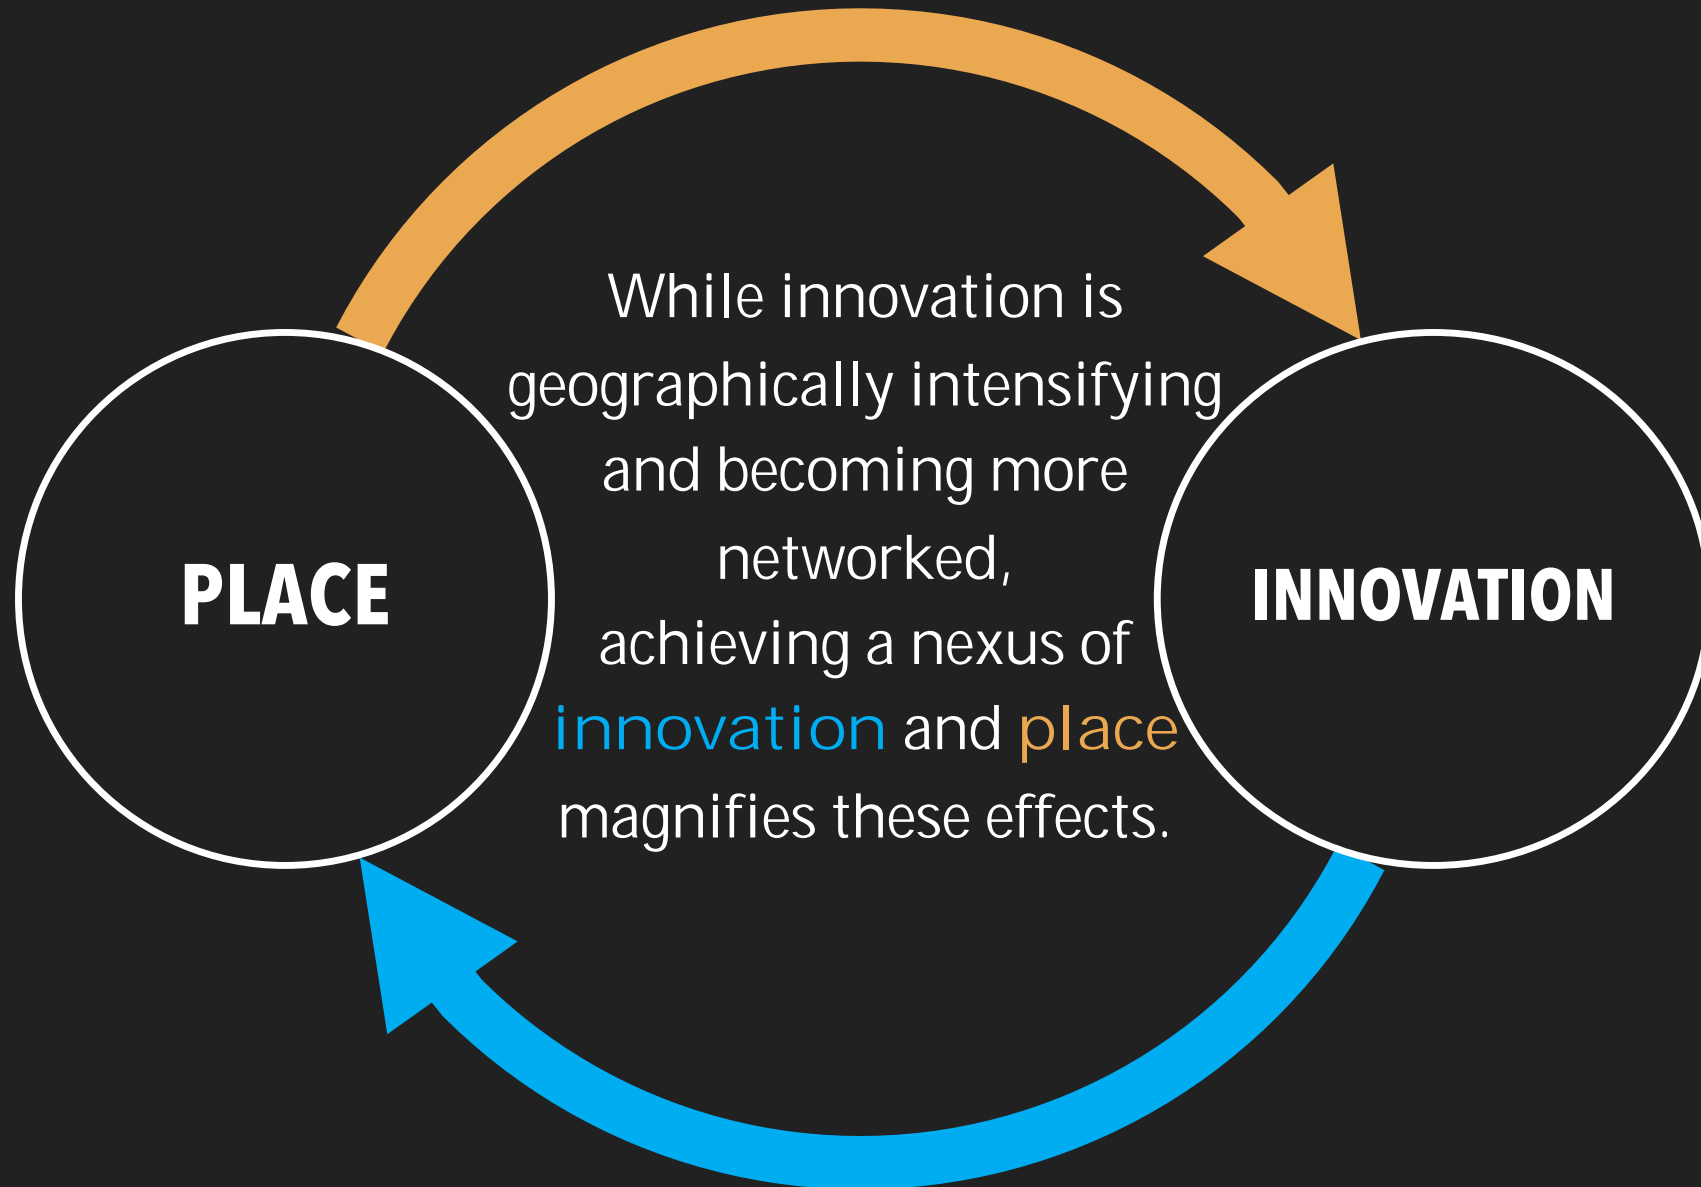 While innovation is
geographically intensifying
and becoming more
networked,
achieving a nexus of
innovation and place
magnifies these effects.
PLACE
INNOVATION